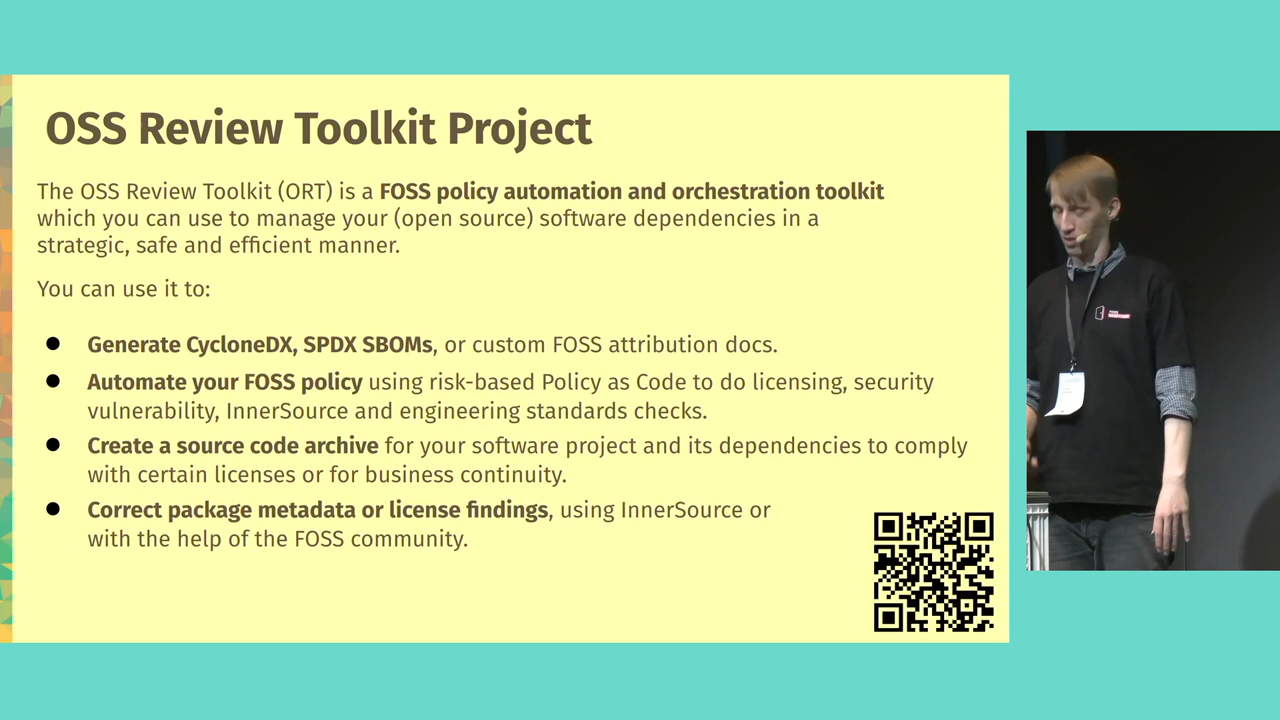 OSS Review Toolkit Project
The OSS Review Toolkit (ORT) is a FOSS policy automation and orchestration toolkit
which you can use to manage your (open source) software dependencies in a
strategic, safe and efficient manner.
You can use it to:
● Generate CycloneDX, SPDX SBOMs, or custom FOSS attribution docs.
● Automate your FOSS policy using risk-based Policy as Code to do licensing, security
vulnerability, InnerSource and engineering standards checks.
● Create a source code archive for your software project and its dependencies to comply
with certain licenses or for business continuity.
● Correct package metadata or license findings, using InnerSource or
with the help of the FOSS community.